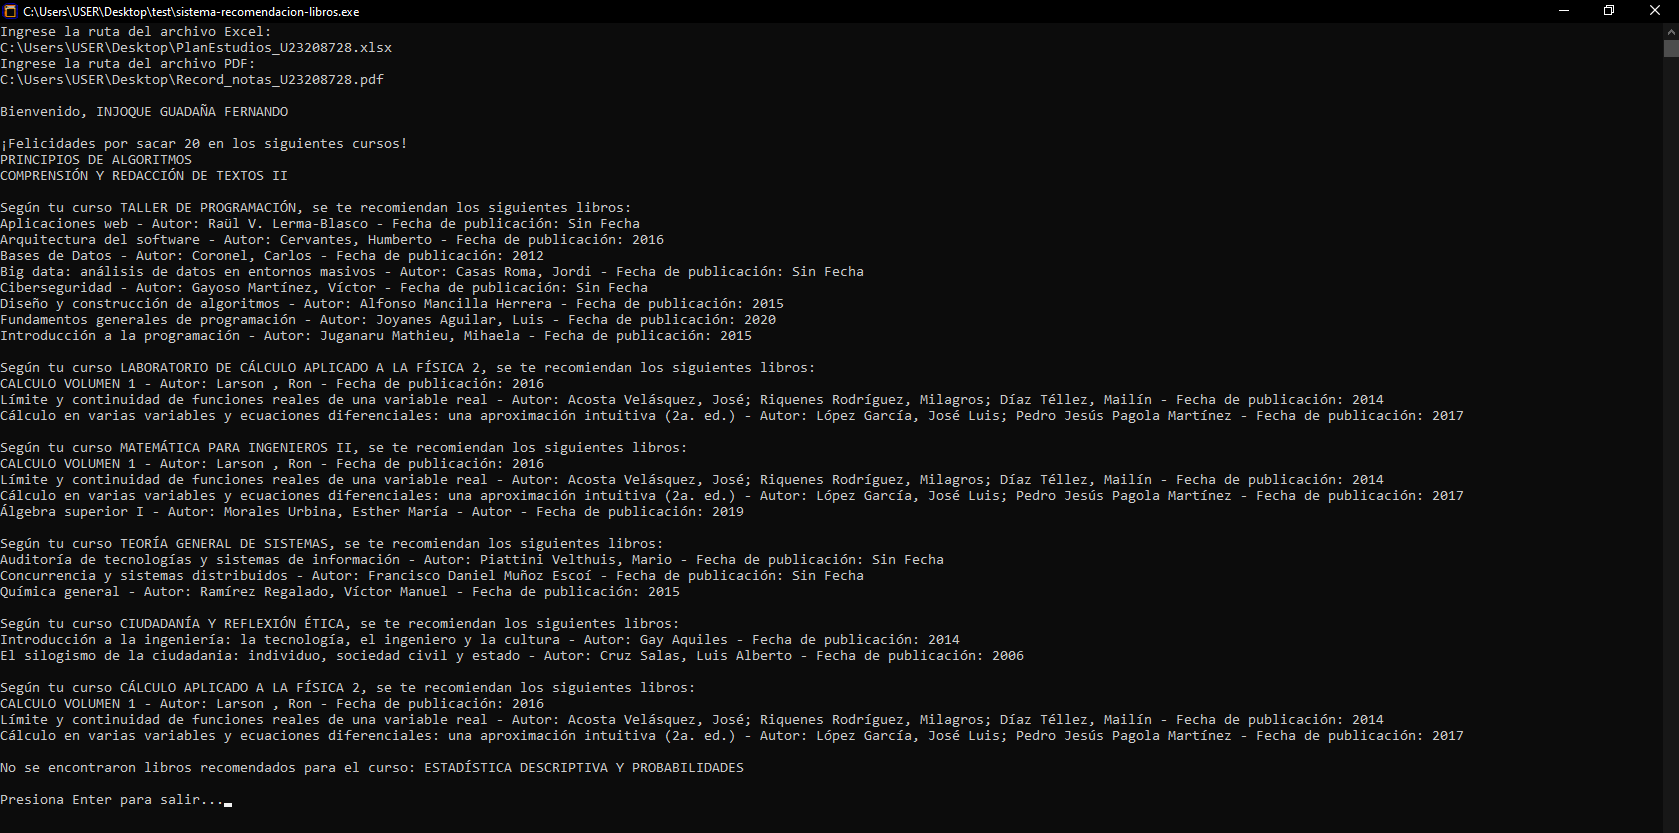 C:\Users\USER\Desktop\test\sistema-recomendacion-libros.exe
Ingrese la ruta del archivo Excel:
C:\Users\USER\Desktop\PlanEstudios_U23208728.xlsx
Ingrese la ruta del archivo PDF:
C:\Users\USER\Desktop\Record_notas_U23208728.pdf
Bienvenido, INJOQUE GUADAÑA FERNANDO
¡Felicidades por sacar 20 en los siguientes cursos!
PRINCIPIOS DE ALGORITMOS
COMPRENSIÓN Y REDACCIÓN DE TEXTOS II
Según tu curso TALLER DE PROGRAMACIÓN, se te recomiendan los siguientes libros:
Aplicaciones web - Autor: Raül V. Lerma-Blasco - Fecha de publicación: Sin Fecha
Arquitectura del software - Autor: Cervantes, Humberto - Fecha de publicación: 2016
Bases de Datos - Autor: Coronel, Carlos - Fecha de publicación: 2012
Big data: análisis de datos en entornos masivos - Autor: Casas Roma, Jordi - Fecha de publicación: Sin Fecha
Ciberseguridad - Autor: Gayoso Martínez, Víctor - Fecha de publicación: Sin Fecha
Diseño y construcción de algoritmos - Autor: Alfonso Mancilla Herrera - Fecha de publicación: 2015
Fundamentos generales de programación - Autor: Joyanes Aguilar, Luis - Fecha de publicación: 2020
Introducción a la programación - Autor: Juganaru Mathieu, Mihaela - Fecha de publicación: 2015
Según tu curso LABORATORIO DE CÁLCULO APLICADO A LA FÍSICA 2, se te recomiendan los siguientes libros:
CALCULO VOLUMEN 1 - Autor: Larson , Ron - Fecha de publicación: 2016
Límite y continuidad de funciones reales de una variable real - Autor: Acosta Velásquez, José; Riquenes Rodríguez, Milagros; Díaz Téllez, Mailín - Fecha de publicación: 2014
Cálculo en varias variables y ecuaciones diferenciales: una aproximación intuitiva (2a. ed.) - Autor: López García, José Luis; Pedro Jesús Pagola Martínez - Fecha de publicación: 2017
Según tu curso MATEMÁTICA PARA INGENIEROS II, se te recomiendan los siguientes libros:
CALCULO VOLUMEN 1 - Autor: Larson , Ron - Fecha de publicación: 2016
Límite y continuidad de funciones reales de una variable real - Autor: Acosta Velásquez, José; Riquenes Rodríguez, Milagros; Díaz Téllez, Mailín - Fecha de publicación: 2014
Cálculo en varias variables y ecuaciones diferenciales: una aproximación intuitiva (2a. ed.) - Autor: López García, José Luis; Pedro Jesús Pagola Martínez - Fecha de publicación: 2017
Álgebra superior I - Autor: Morales Urbina, Esther María - Autor - Fecha de publicación: 2019
Según tu curso TEORÍA GENERAL DE SISTEMAS, se te recomiendan los siguientes libros:
Auditoría de tecnologías y sistemas de información - Autor: Piattini Velthuis, Mario - Fecha de publicación: Sin Fecha
Concurrencia y sistemas distribuidos - Autor: Francisco Daniel Muñoz Escoí - Fecha de publicación: Sin Fecha
Química general - Autor: Ramírez Regalado, Víctor Manuel - Fecha de publicación: 2015
Según tu curso CIUDADANÍA Y REFLEXIÓN ÉTICA, se te recomiendan los siguientes libros:
Introducción a la ingeniería: la tecnología, el ingeniero y la cultura - Autor: Gay Aquiles - Fecha de publicación: 2014
El silogismo de la ciudadania: individuo, sociedad civil y estado - Autor: Cruz Salas, Luis Alberto - Fecha de publicación: 2006
Según tu curso CÁLCULO APLICADO A LA FÍSICA 2, se te recomiendan los siguientes libros:
CALCULO VOLUMEN 1 - Autor: Larson , Ron - Fecha de publicación: 2016
Límite y continuidad de funciones reales de una variable real - Autor: Acosta Velásquez, José; Riquenes Rodríguez, Milagros; Díaz Téllez, Mailín - Fecha de publicación: 2014
Cálculo en varias variables y ecuaciones diferenciales: una aproximación intuitiva (2a. ed.) - Autor: López García, José Luis; Pedro Jesús Pagola Martínez - Fecha de publicación: 2017
No se encontraron libros recomendados para el curso: ESTADÍSTICA DESCRIPTIVA Y PROBABILIDADES
Presiona Enter para salir...